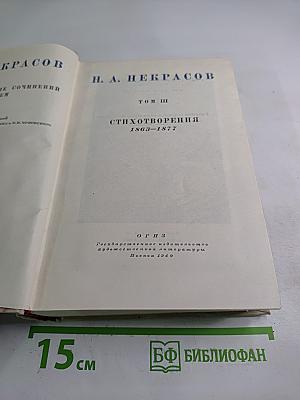 КРАСОВ
Е СОЧИНЕНИЙ
ЕМ
Н. А. НЕКРАСОВ
ТОМ III
СТИХОТВОРЕНИЯ
1863—1877
ОГИЗ
Государственное издательство
художественной литературы
Москва 1949
15 см
БФ БИБЛИОФАН